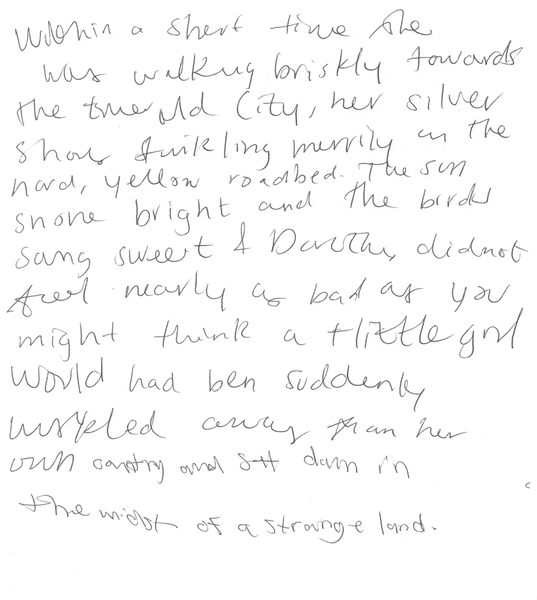 Within a short time she
was walking briskly towards
the Emerald City, her silver
shoes twinkling merrily on the
hard, yellow roadbed. The sun
shone bright and the birds
sang sweet & Dorothy did not
feel nearly as bad as you
might think a little girl
would had been suddenly
whisked away from her
own country and set down in
the midst of a strange land.